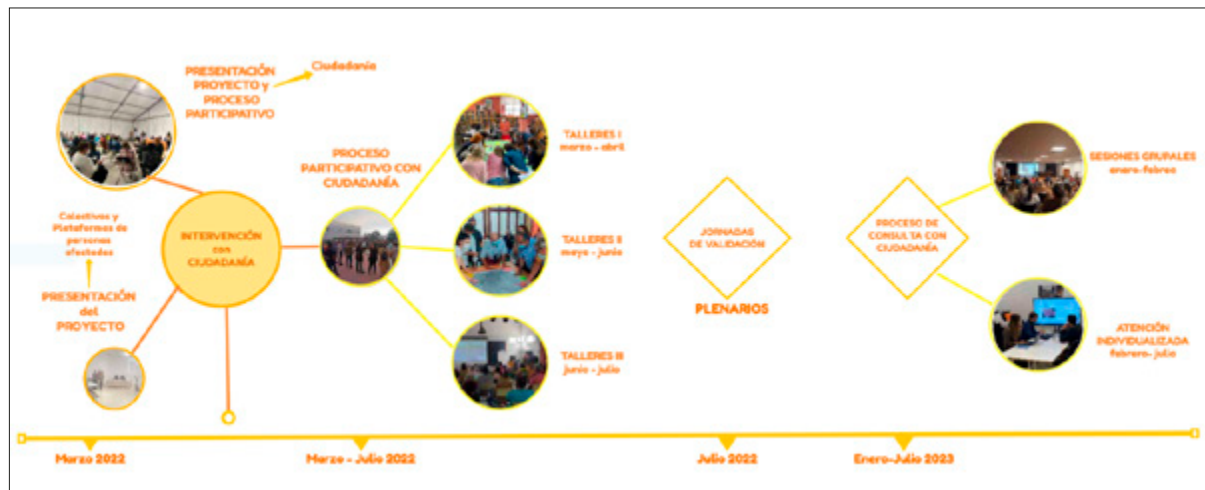 PRESENTACIÓN
PROYECTO y
PROCESO
PARTICIPATIVO
Ciudadanía
Colectivos y
Plataformas de
personas
afectadas
PRESENTACIÓN
del
PROYECTO
INTERVENCIÓN
con
CIUDADANÍA
PROCESO
PARTICIPATIVO CON
CIUDADANÍA
TALLERES I
marzo - abril
TALLERES II
mayo - junio
TALLERES III
junio - julio
JORNADAS
DE VALIDACIÓN
PLENARIOS
PROCESO DE
CONSULTA CON
CIUDADANÍA
SESIONES GRUPALES
enero-febreo
ATENCIÓN
INDIVIDUALIZADA
febrero- julio
Marzo 2022
Marzo - Julio 2022
Julio 2022
Enero-Julio 2023